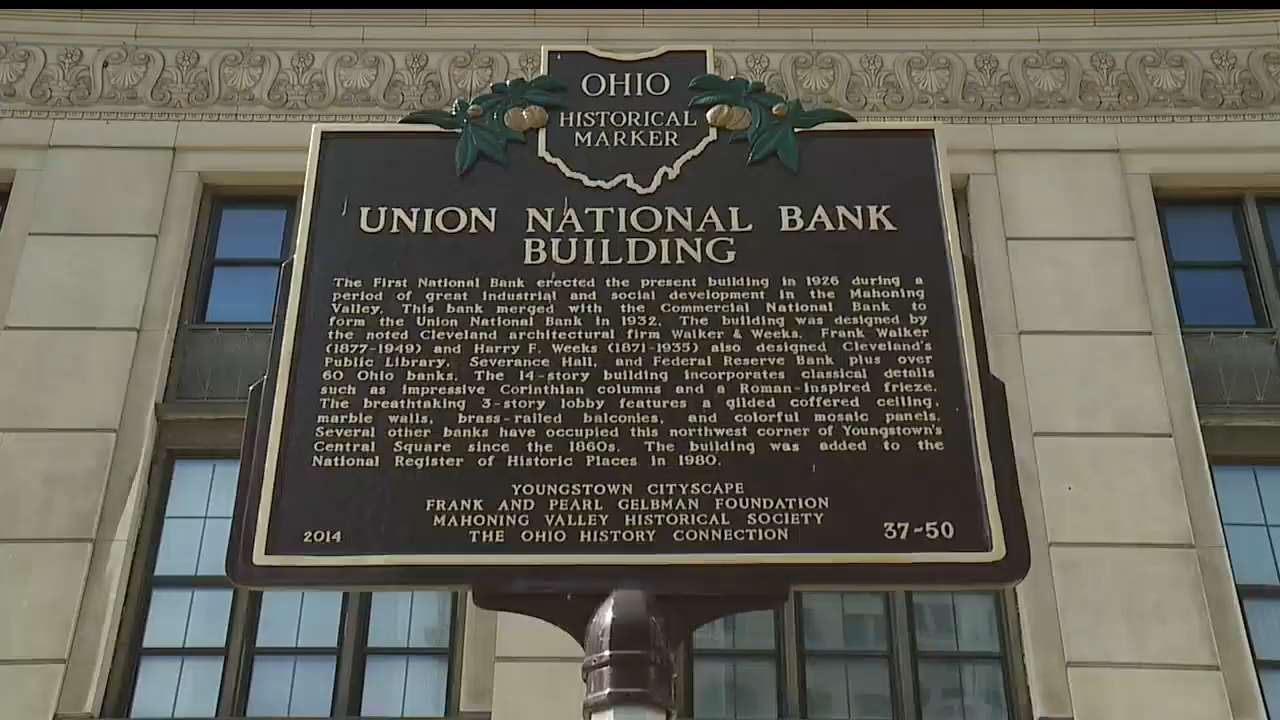 OHIO
HISTORICAL
MARKER
UNION NATIONAL BANK
BUILDING
The First National Bank erected the present building in 1926 during a
period of great industrial and social development in the Mahoning
Valley. This bank merged with the Commercial National Bank to
form the Union National Bank in 1932. The building was designed by
the noted Cleveland architectural firm Walker & Weeks. Frank Walker
(1877-1949) and Harry F. Weeks (1871-1935) also designed Cleveland's
Public Library, Severance Hall, and Federal Reserve Bank plus over
60 Ohio banks. The 14-story building incorporates classical details
such as impressive Corinthian columns and a Roman-inspired frieze.
The breathtaking 3-story lobby features a gilded coffered ceiling,
marble walls, brass-railed balconies, and colorful mosaic panels.
Several other banks have occupied this northwest corner of Youngstown's
Central Square since the 1860s. The building was added to the
National Register of Historic Places in 1980.
YOUNGSTOWN CITYSCAPE
FRANK AND PEARL GELBMAN FOUNDATION
MAHONING VALLEY HISTORICAL SOCIETY
2014 THE OHIO HISTORY CONNECTION 37-50